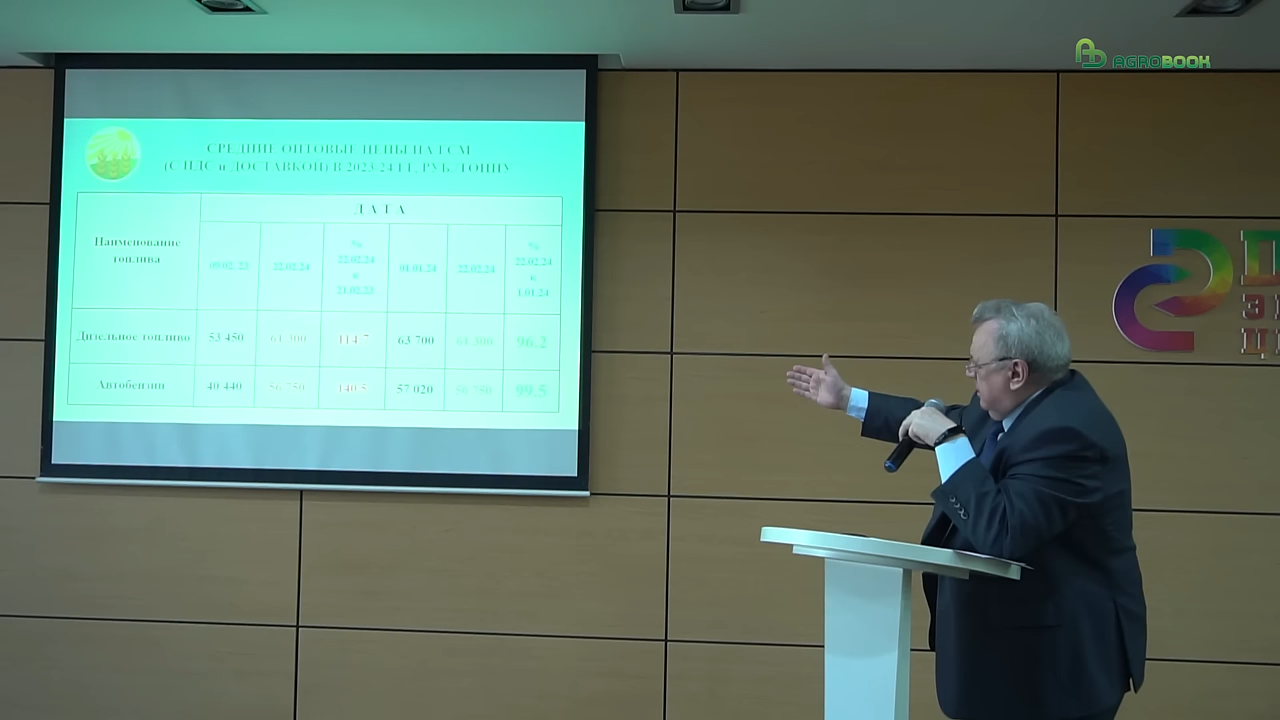 AGROBOOK
СРЕДНИЕ ОПТОВЫЕ ЦЕНЫ НА ГСМ
(С НДС и ДОСТАВКОЙ) В 2023-24 ГГ, РУБ. ТОННУ
Наименование топлива
ДАТА
22.02.24
% 22.02.24 к
01.01.24
22.02.24
% 22.02.24 к 1.01.24
Дизельное топливо 53 450 61 300 114,7 63 700 61 300 96,2
Автобензин 40 440 56 750 140,5 57 020 56 750 99,5